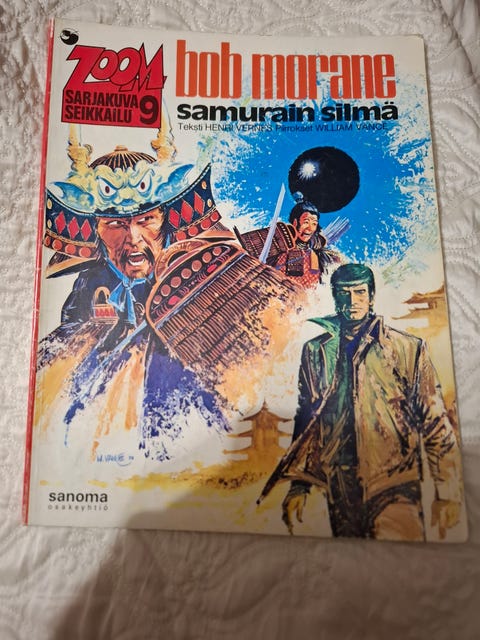 ZOOM
SARJAKUVA
SEIKKAILU 9
bob morane
samurain silmä
Teksti HENRI VERNES Piirrokset WILLIAM VANCE
W. VANCE
sanoma
osakeyhtiö